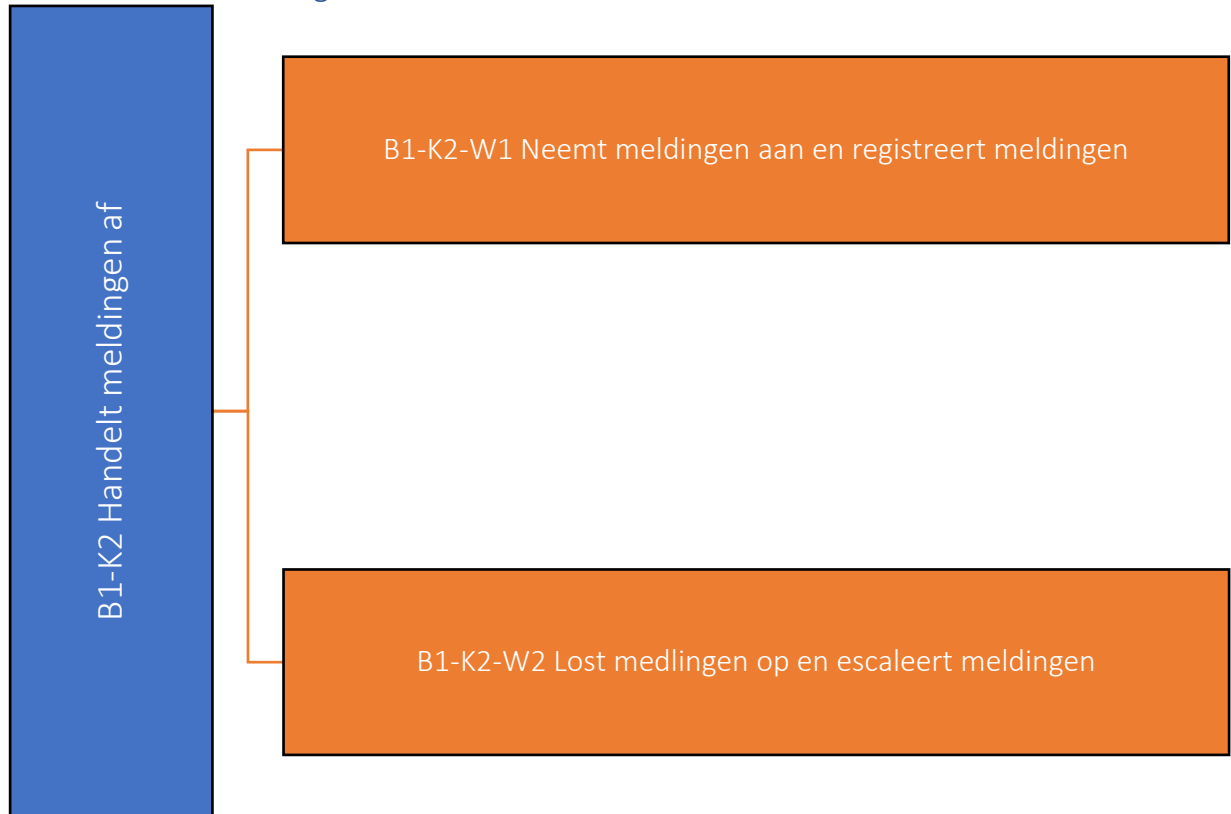 B1-K2 Handelt meldingen af
B1-K2-W1 Neemt meldingen aan en registreert meldingen
B1-K2-W2 Lost medlingen op en escaleert meldingen